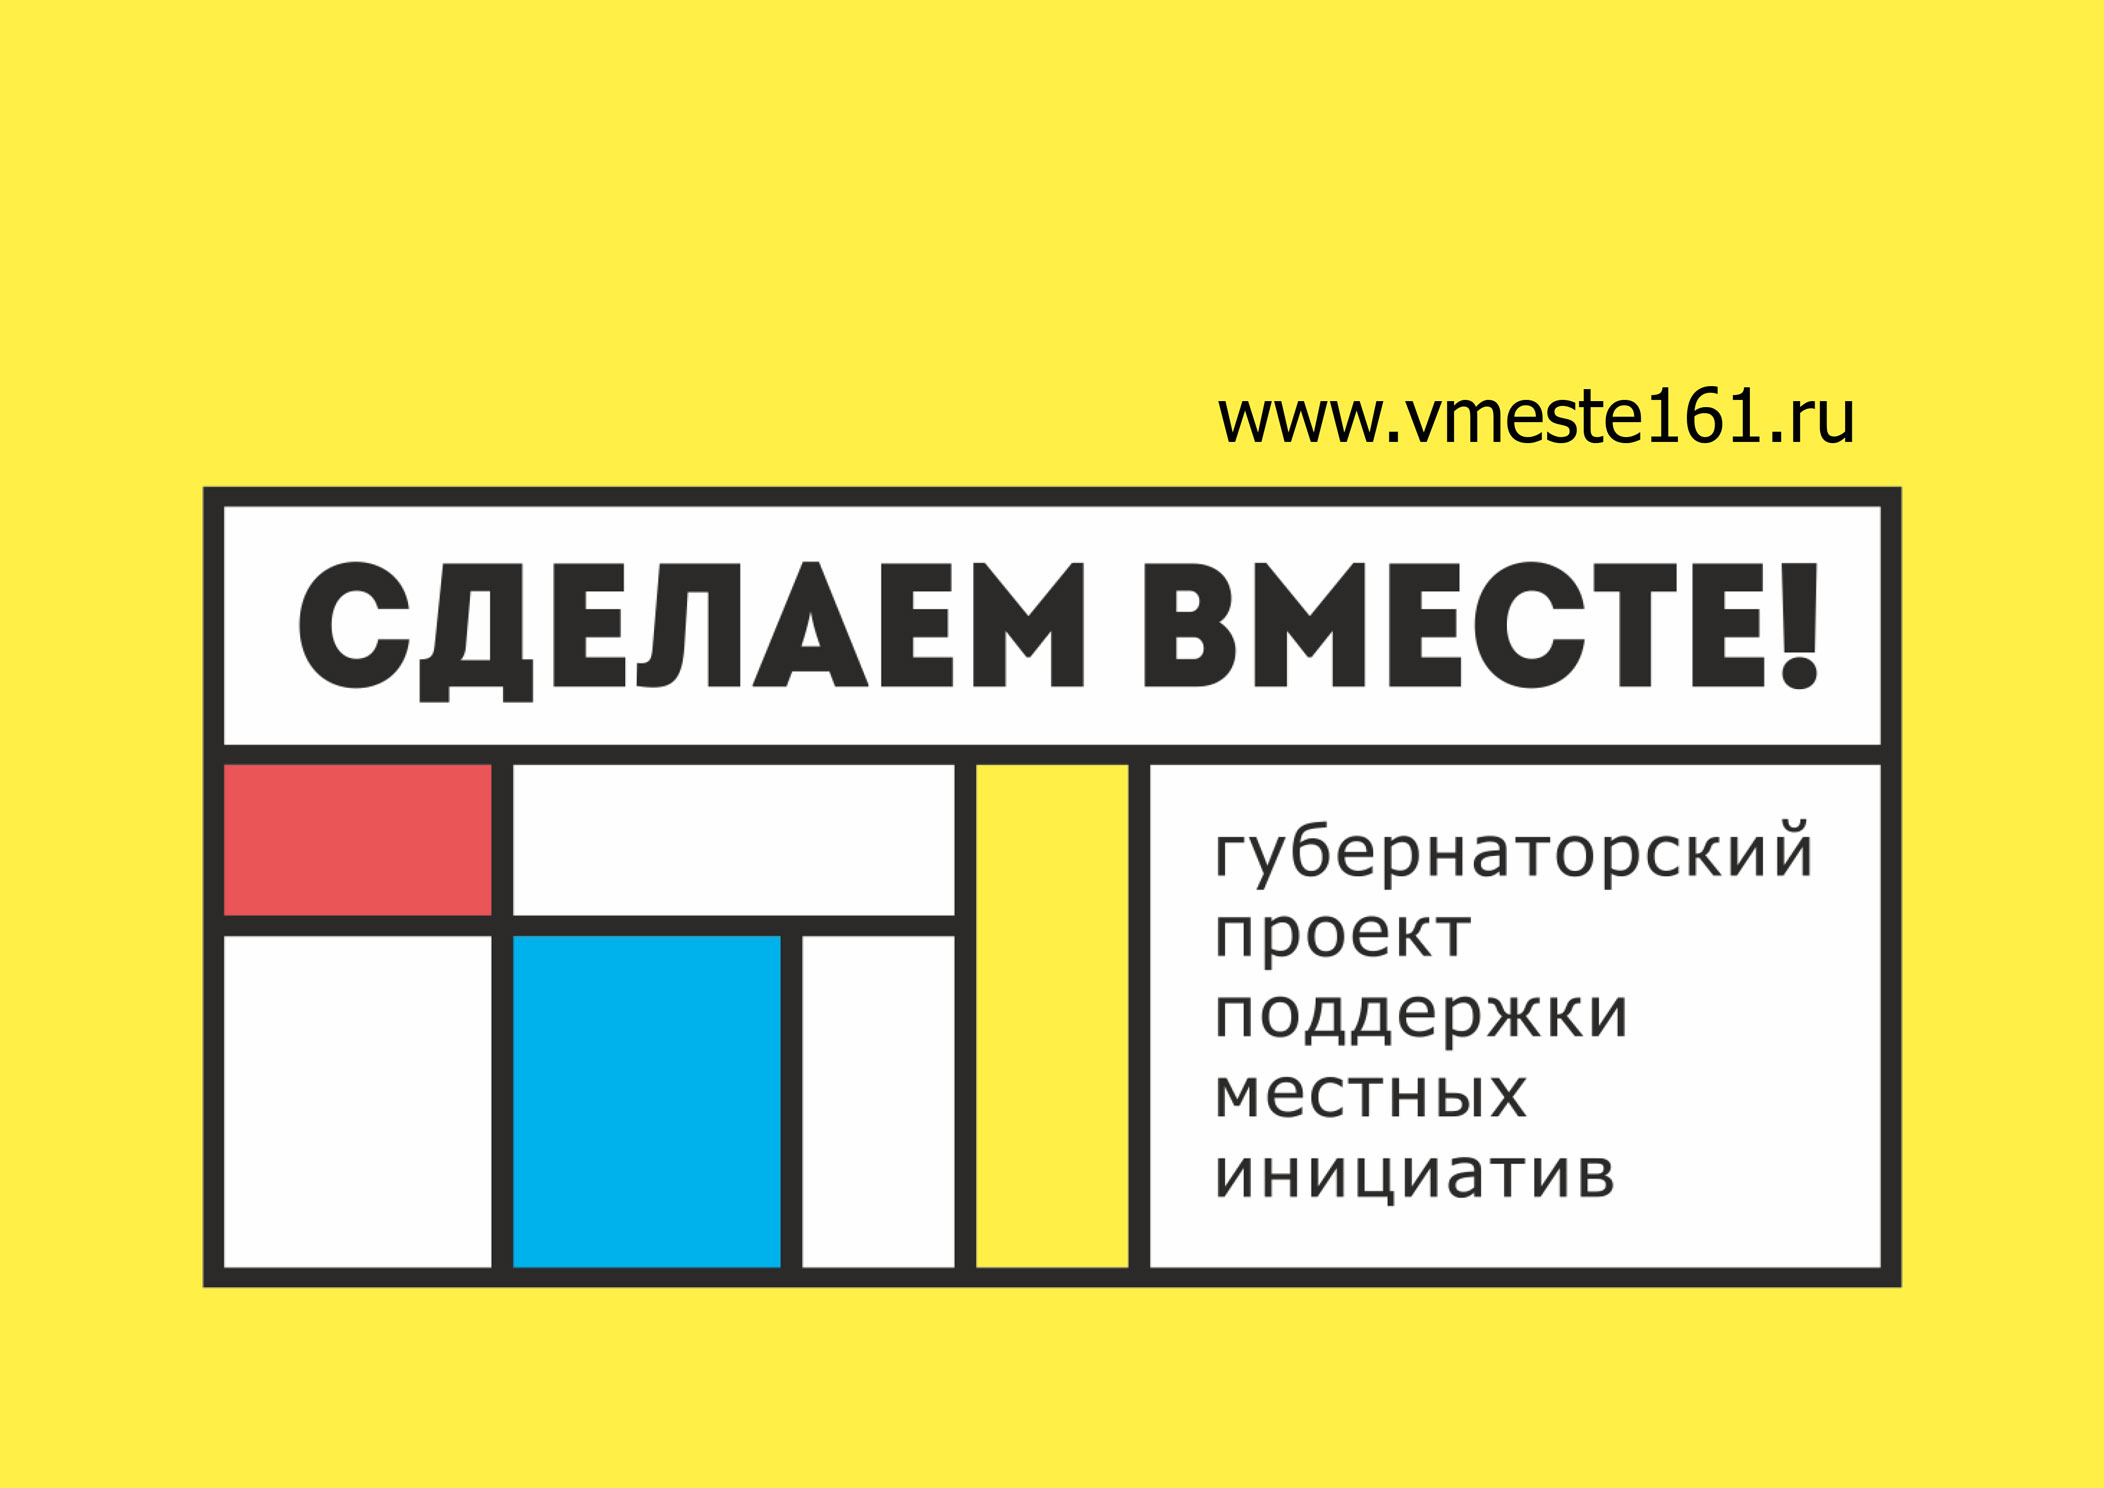 www.vmeste161.ru
СДЕЛАЕМ ВМЕСТЕ!
губернаторский
проект
поддержки
местных
инициатив